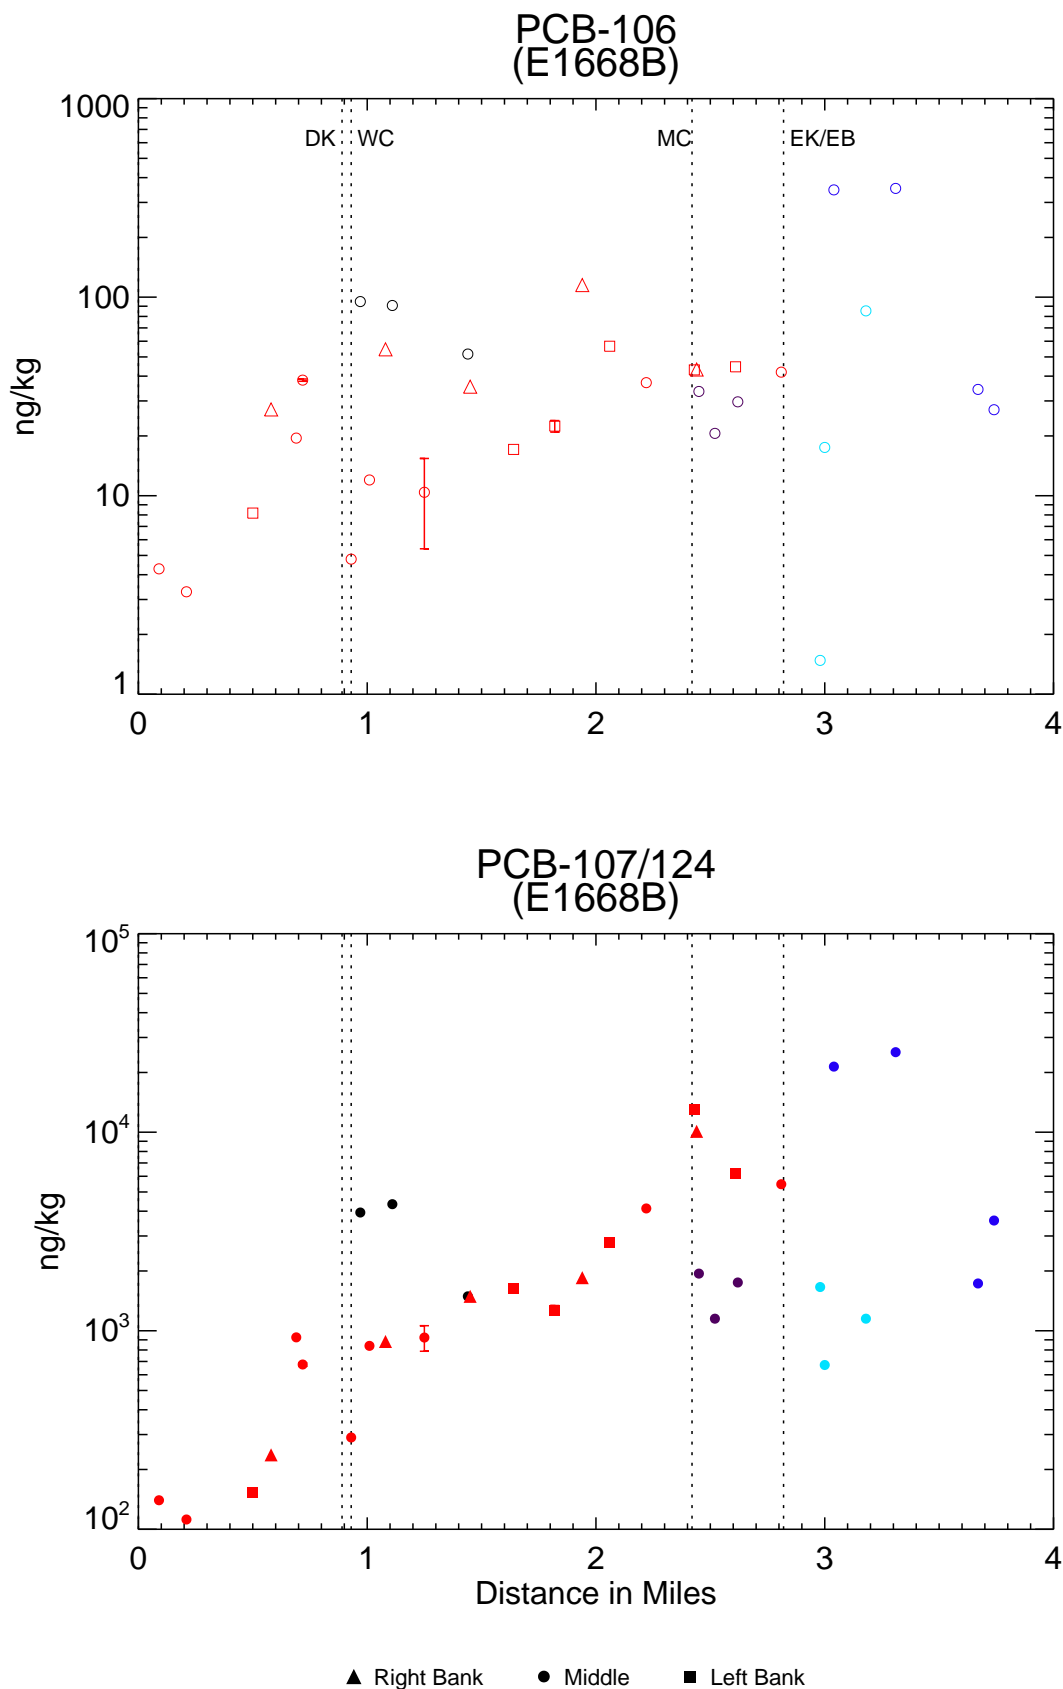 PCB-106
(E1668B)
1000
DK WC MC EK/EB
100
ng/kg
10
1
0 1 2 3 4
PCB-107/124
(E1668B)
10^5
10^4
ng/kg
10^3
10^2
0 1 2 3 4
Distance in Miles
Right Bank Middle Left Bank